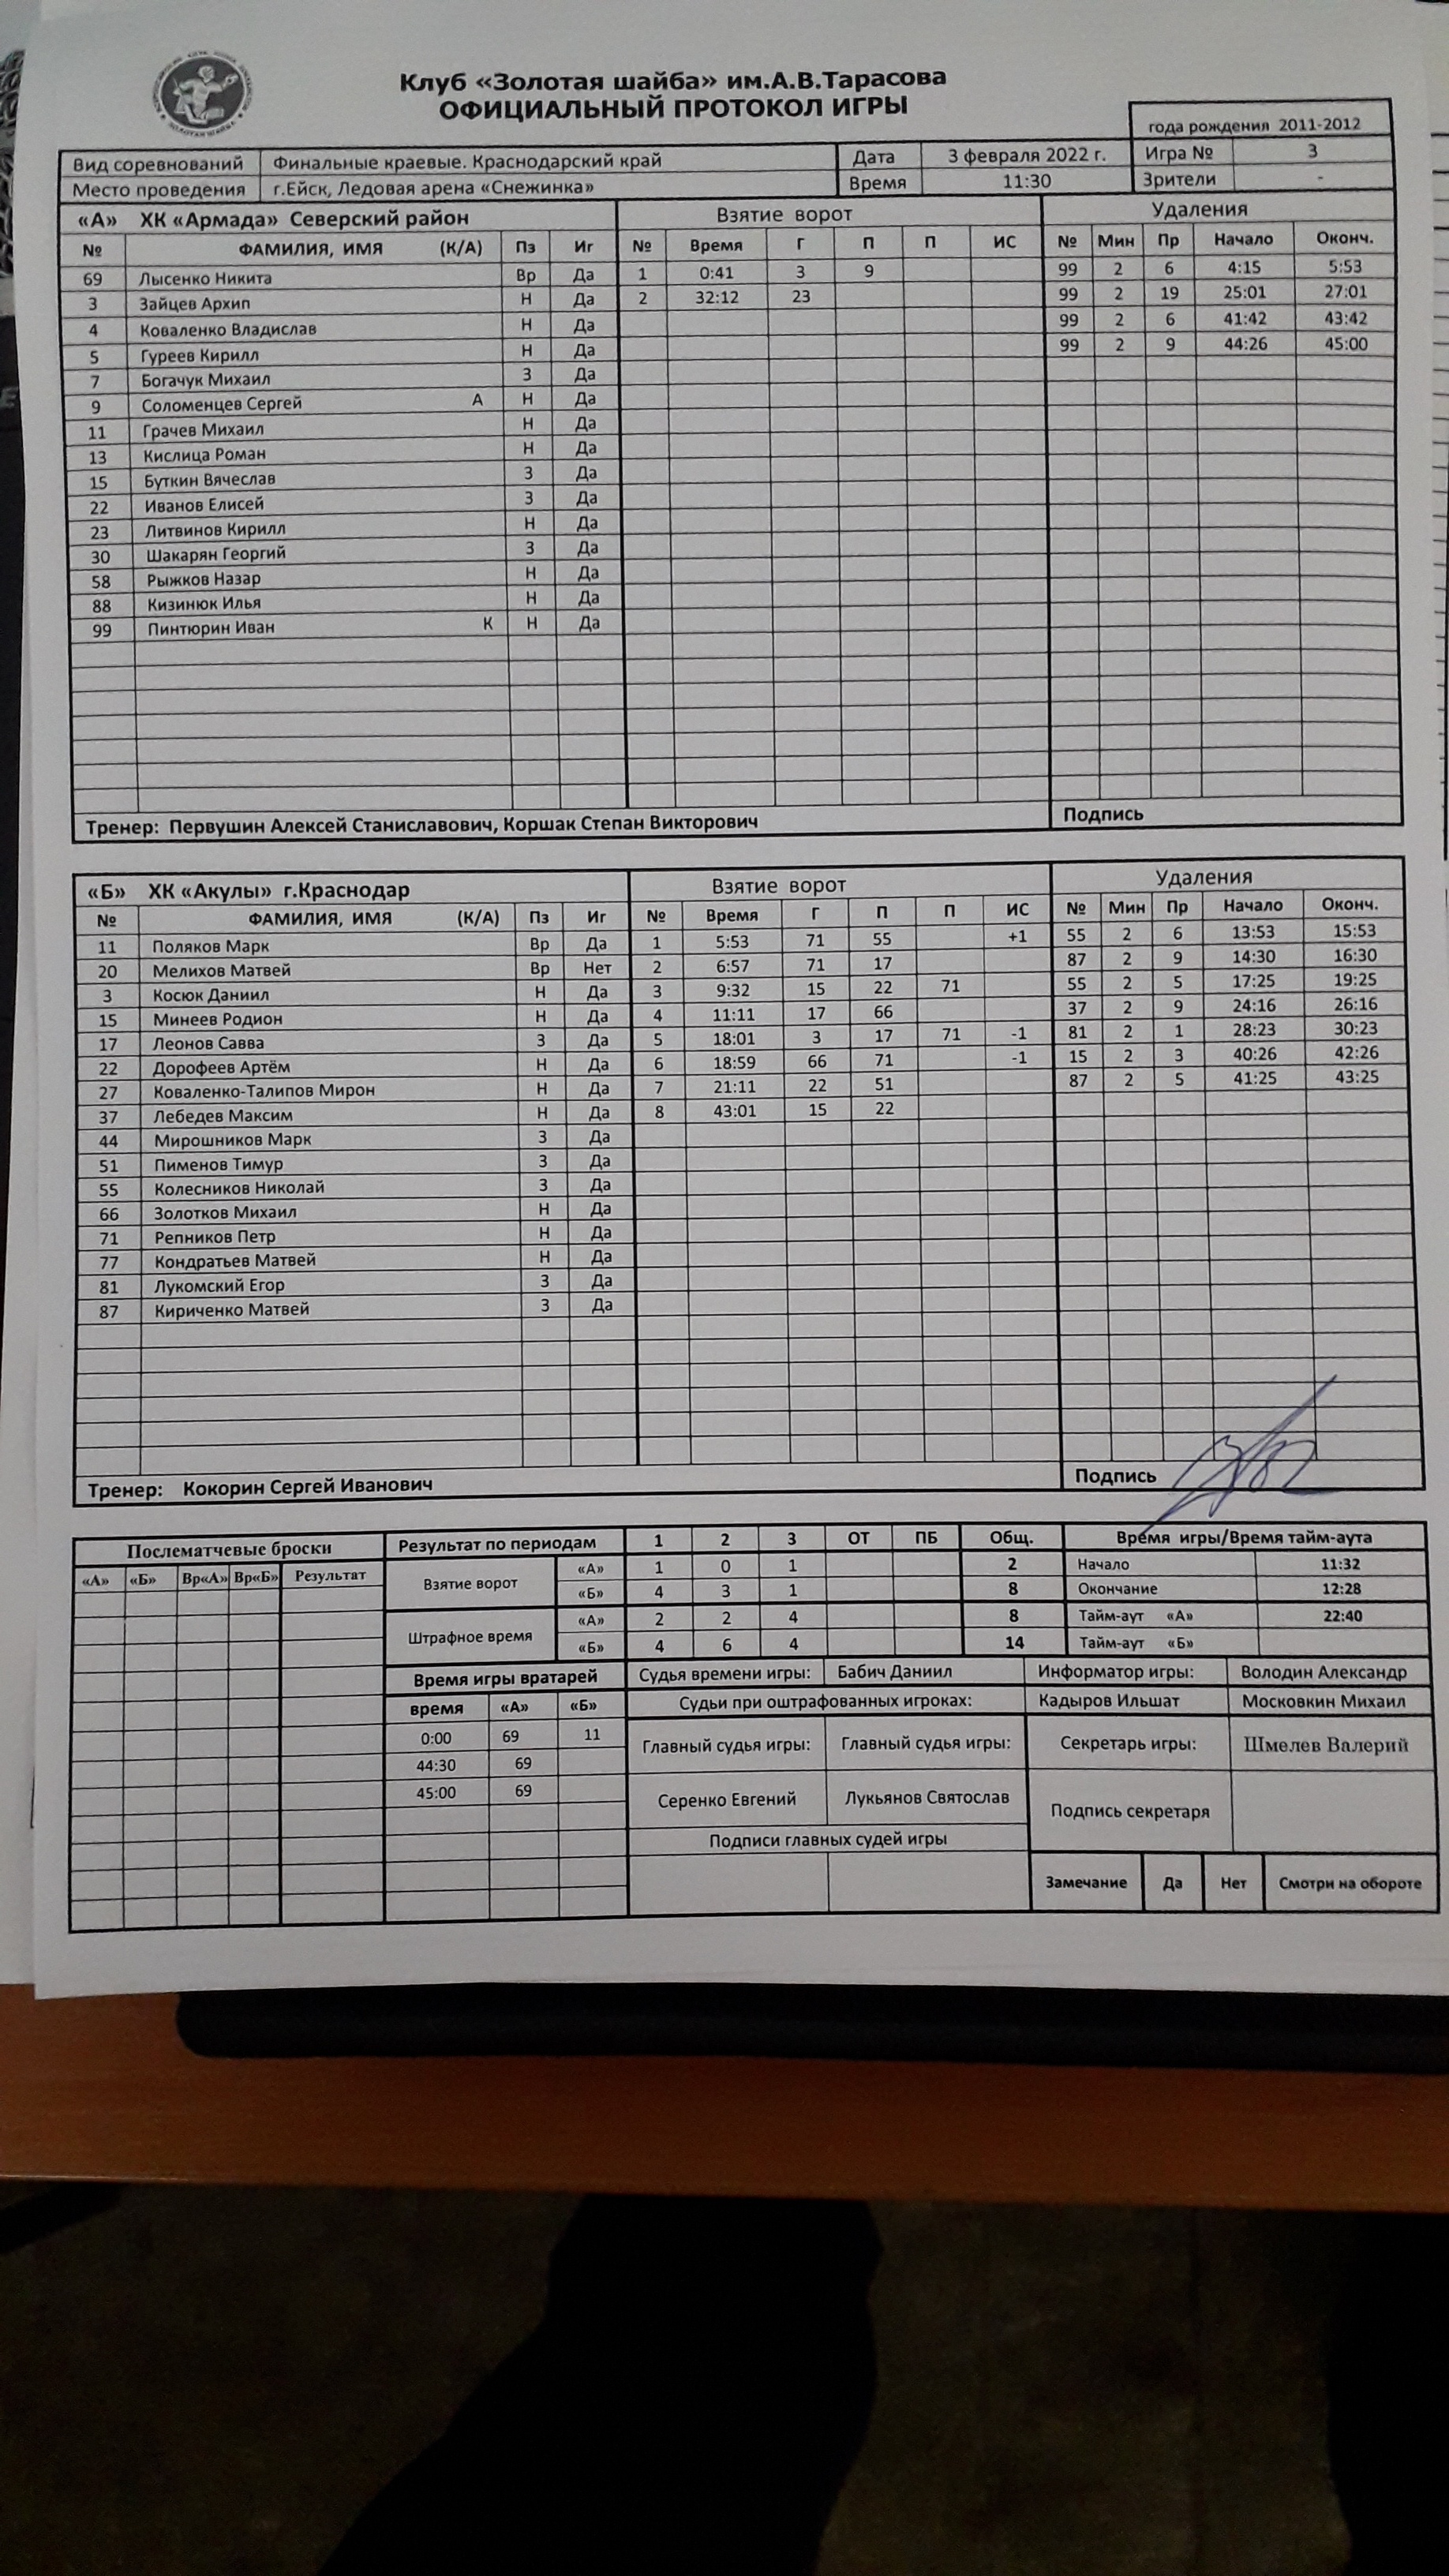 Клуб «Золотая шайба» им.А.В.Тарасова
ОФИЦИАЛЬНЫЙ ПРОТОКОЛ ИГРЫ
года рождения 2011-2012
Вид соревнований Финальные краевые. Краснодарский край Дата 3 февраля 2022 г. Игра № 3
Место проведения г.Ейск, Ледовая арена «Снежинка» Время 11:30 Зрители -
«А» ХК «Армада» Северский район Взятие ворот Удаления
№ ФАМИЛИЯ, ИМЯ (К/А) Пз Иг № Время Г П П ИС № Мин Пр Начало Оконч.
69 Лысенко Никита Вр Да 1 0:41 3 9 99 2 6 4:15 5:53
3 Зайцев Архип Н Да 2 32:12 23 99 2 19 25:01 27:01
4 Коваленко Владислав Н Да 99 2 6 41:42 43:42
5 Гуреев Кирилл Н Да 99 2 9 44:26 45:00
7 Богачук Михаил З Да
9 Соломенцев Сергей А Н Да
11 Грачев Михаил Н Да
13 Кислица Роман Н Да
15 Буткин Вячеслав З Да
22 Иванов Елисей З Да
23 Литвинов Кирилл Н Да
30 Шакарян Георгий З Да
58 Рыжков Назар Н Да
88 Кизинюк Илья Н Да
99 Пинтюрин Иван К Н Да
Тренер: Первушин Алексей Станиславович, Коршак Степан Викторович Подпись
«Б» ХК «Акулы» г.Краснодар Взятие ворот Удаления
№ ФАМИЛИЯ, ИМЯ (К/А) Пз Иг № Время Г П П ИС № Мин Пр Начало Оконч.
11 Поляков Марк Вр Да 1 5:53 71 55 +1 55 2 6 13:53 15:53
20 Мелихов Матвей Вр Нет 2 6:57 71 17 87 2 9 14:30 16:30
3 Косюк Даниил Н Да 3 9:32 15 22 71 55 2 5 17:25 19:25
15 Минеев Родион Н Да 4 11:11 17 66 37 2 9 24:16 26:16
17 Леонов Савва З Да 5 18:01 3 17 71 -1 81 2 1 28:23 30:23
22 Дорофеев Артём Н Да 6 18:59 66 71 -1 15 2 3 40:26 42:26
27 Коваленко-Талипов Мирон Н Да 7 21:11 22 51 87 2 5 41:25 43:25
37 Лебедев Максим Н Да 8 43:01 15 22
44 Мирошников Марк З Да
51 Пименов Тимур З Да
55 Колесников Николай З Да
66 Золотков Михаил Н Да
71 Репников Петр Н Да
77 Кондратьев Матвей Н Да
81 Лукомский Егор З Да
87 Кириченко Матвей З Да
Тренер: Кокорин Сергей Иванович Подпись
Послематчевые броски Результат по периодам 1 2 3 ОТ ПБ Общ. Время игры/Время тайм-аута
«А» «Б» Вр«А» Вр«Б» Результат Взятие ворот «А» 1 0 1 2 Начало 11:32
«Б» 4 3 1 8 Окончание 12:28
Штрафное время «А» 2 2 4 8 Тайм-аут «А» 22:40
«Б» 4 6 4 14 Тайм-аут «Б»
Время игры вратарей Судья времени игры: Бабич Даниил Информатор игры: Володин Александр
время «А» «Б» Судьи при оштрафованных игроках: Кадыров Ильшат Московкин Михаил
0:00 69 11 Главный судья игры: Главный судья игры: Секретарь игры: Шмелев Валерий
44:30 69
45:00 69 Серенко Евгений Лукьянов Святослав Подпись секретаря
Подписи главных судей игры
Замечание Да Нет Смотри на обороте